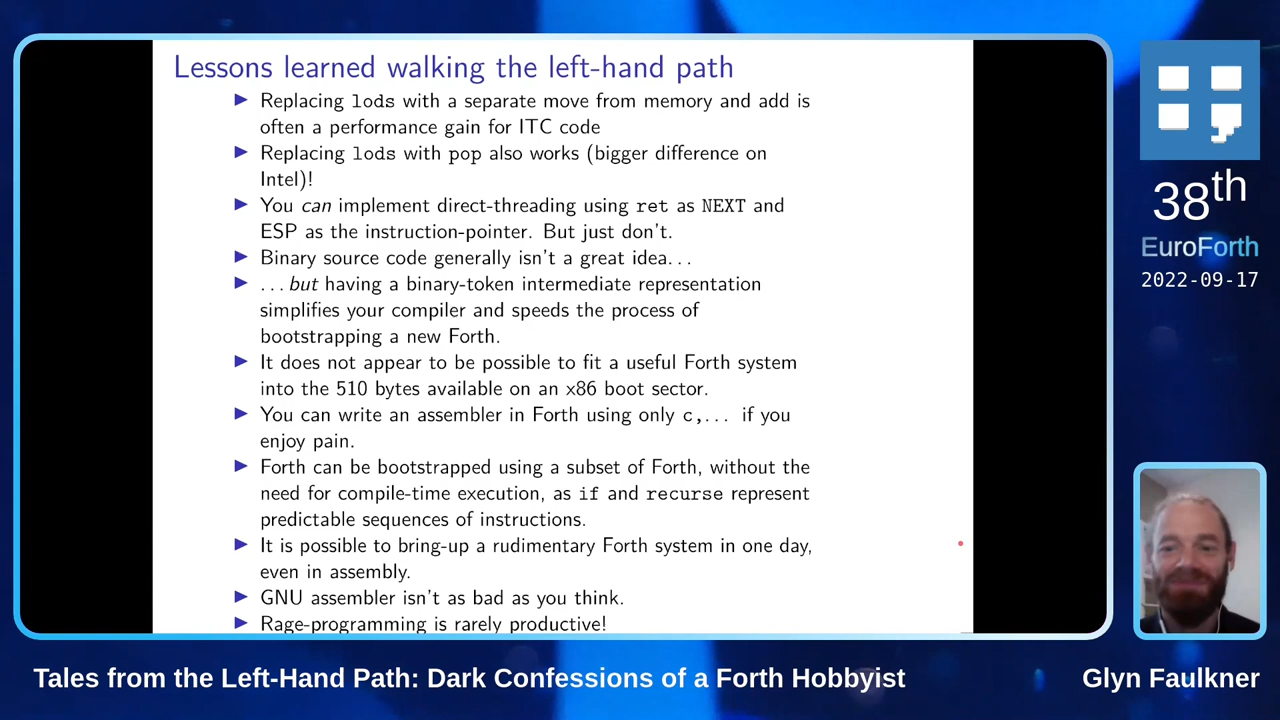 Lessons learned walking the left-hand path
▶ Replacing lods with a separate move from memory and add is
often a performance gain for ITC code
▶ Replacing lods with pop also works (bigger difference on
Intel)!
▶ You can implement direct-threading using ret as NEXT and
ESP as the instruction-pointer. But just don't.
▶ Binary source code generally isn't a great idea...
▶ ...but having a binary-token intermediate representation
simplifies your compiler and speeds the process of
bootstrapping a new Forth.
▶ It does not appear to be possible to fit a useful Forth system
into the 510 bytes available on an x86 boot sector.
▶ You can write an assembler in Forth using only c,... if you
enjoy pain.
▶ Forth can be bootstrapped using a subset of Forth, without the
need for compile-time execution, as if and recurse represent
predictable sequences of instructions.
▶ It is possible to bring-up a rudimentary Forth system in one day,
even in assembly.
▶ GNU assembler isn't as bad as you think.
▶ Rage-programming is rarely productive!
38th
EuroForth
2022-09-17
Tales from the Left-Hand Path: Dark Confessions of a Forth Hobbyist
Glyn Faulkner